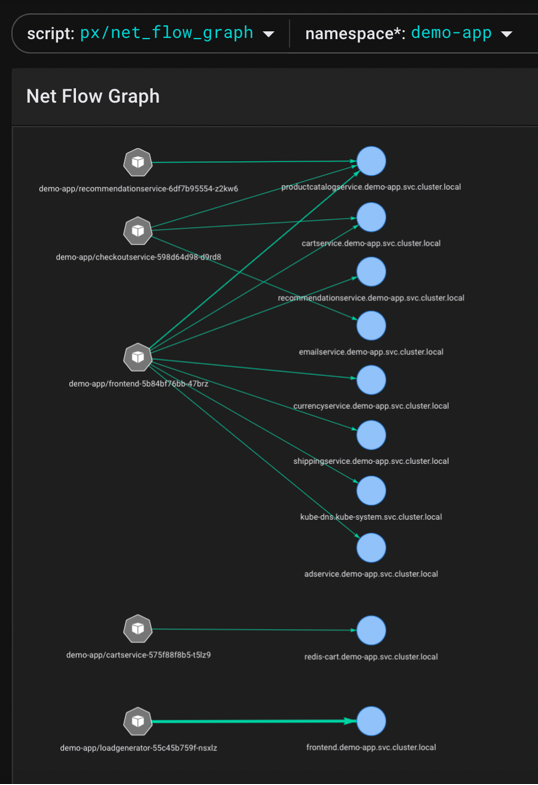 script: px/net_flow_graph namespace*: demo-app
Net Flow Graph
demo-app/recommendationservice-6df7b95554-z2kw6
productcatalogservice.demo-app.svc.cluster.local
demo-app/checkoutservice-598d64d98-d9rd8
cartservice.demo-app.svc.cluster.local
recommendationservice.demo-app.svc.cluster.local
emailservice.demo-app.svc.cluster.local
demo-app/frontend-5b84bf76bb-47brz
currencyservice.demo-app.svc.cluster.local
shippingservice.demo-app.svc.cluster.local
kube-dns.kube-system.svc.cluster.local
adservice.demo-app.svc.cluster.local
demo-app/cartservice-575f88f8b5-t5lz9
redis-cart.demo-app.svc.cluster.local
demo-app/loadgenerator-55c45b759f-nsxlz
frontend.demo-app.svc.cluster.local